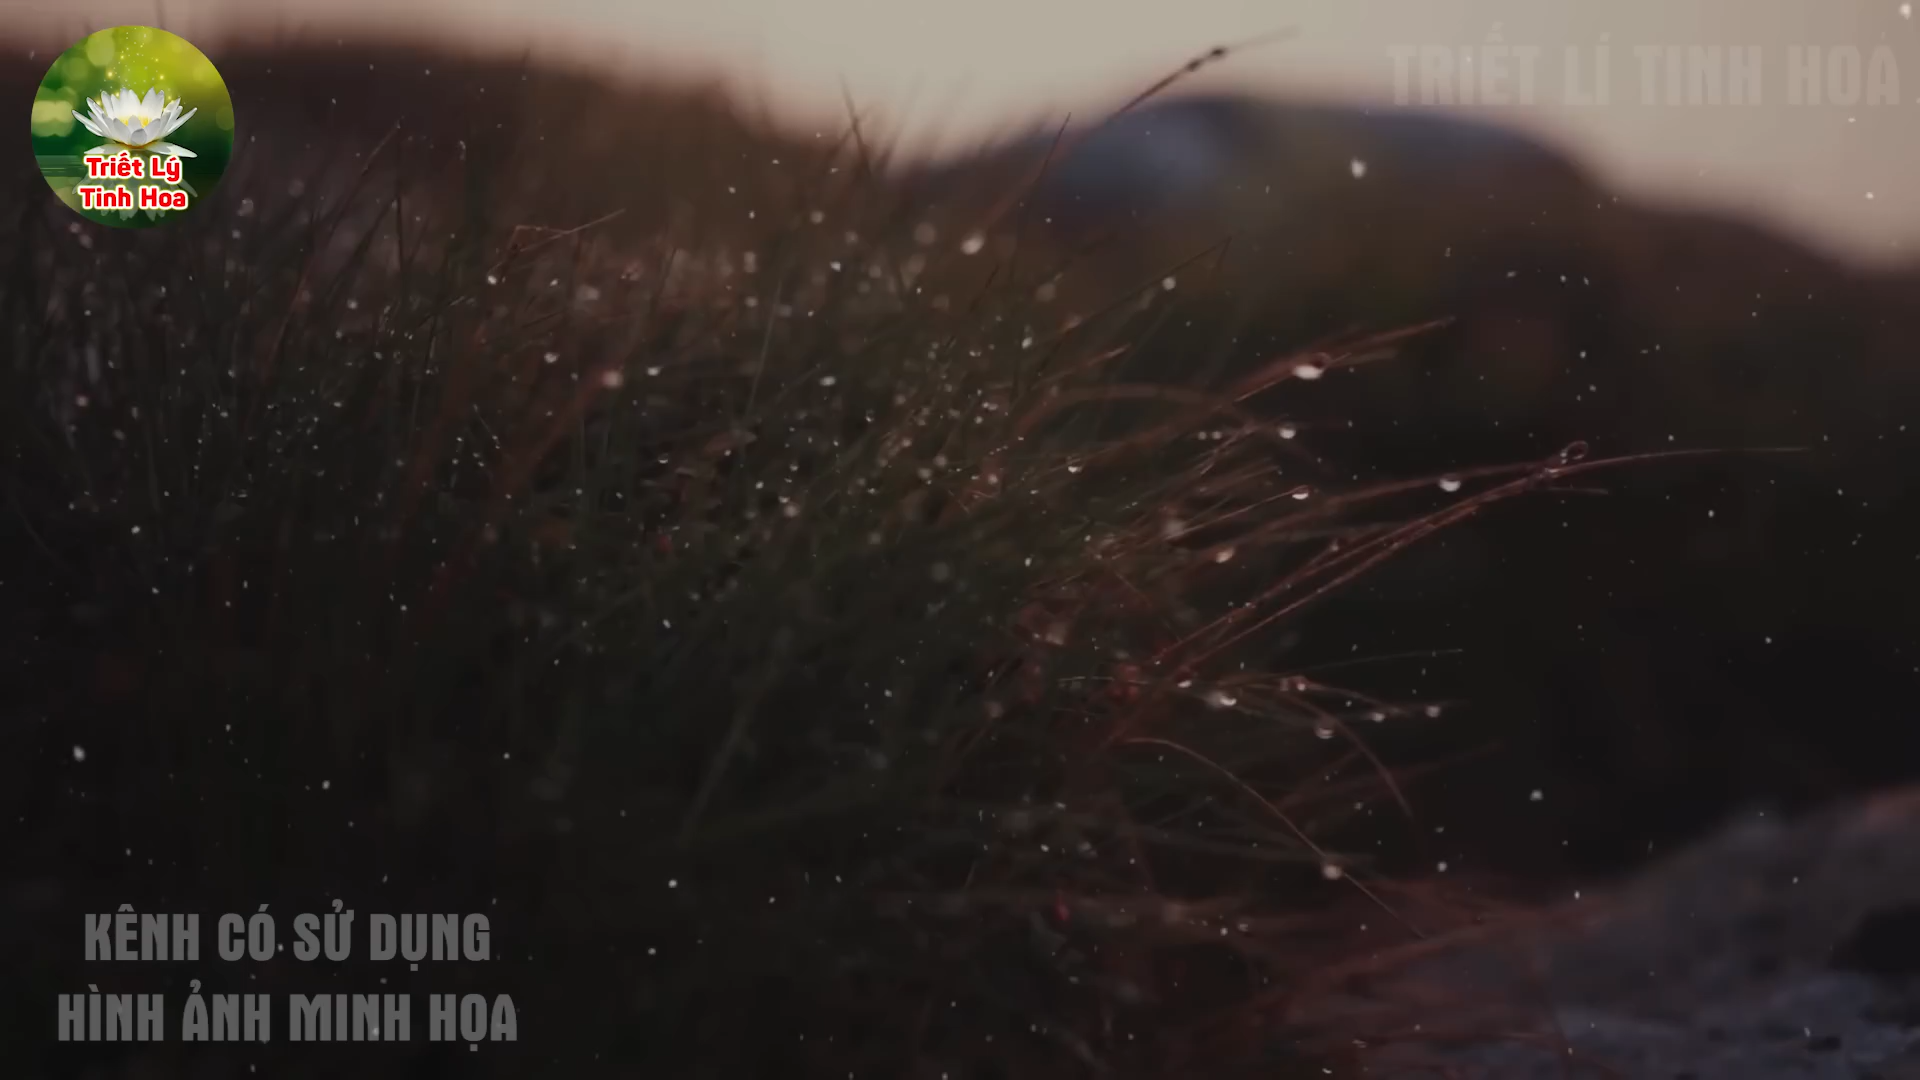 Triết Lý
Tinh Hoa
TRIẾT LÍ TINH HOA
KÊNH CÓ SỬ DỤNG
HÌNH ẢNH MINH HỌA